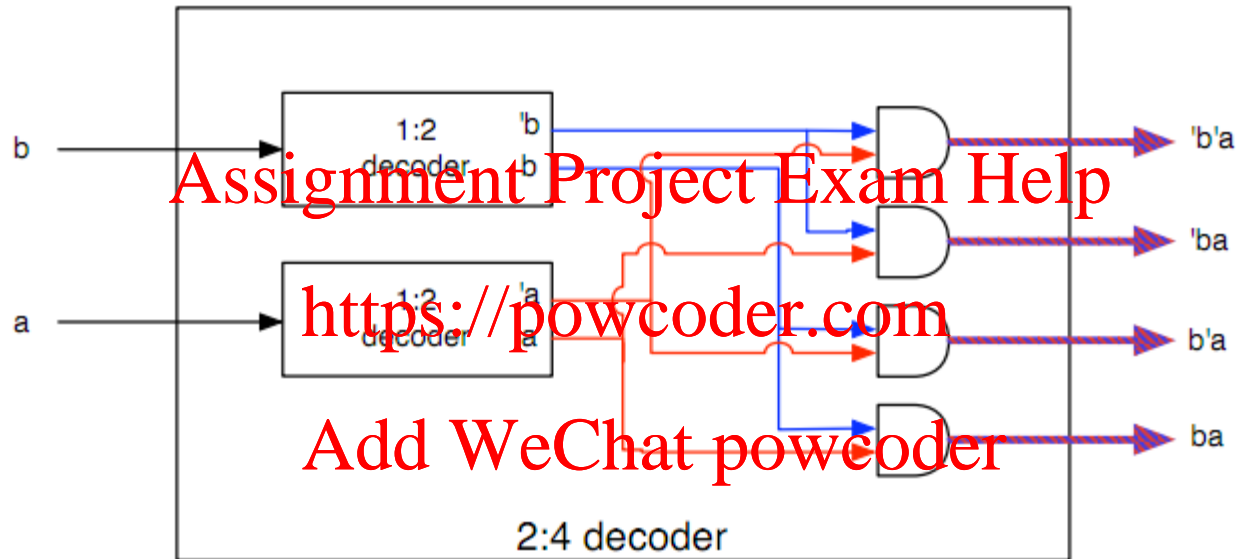 1:2
decoder
'b
b
b
'b'a
Assignment Project Exam Help
'ba
1:2
decoder
'a
a
a
https://powcoder.com
b'a
Add WeChat powcoder
ba
2:4 decoder